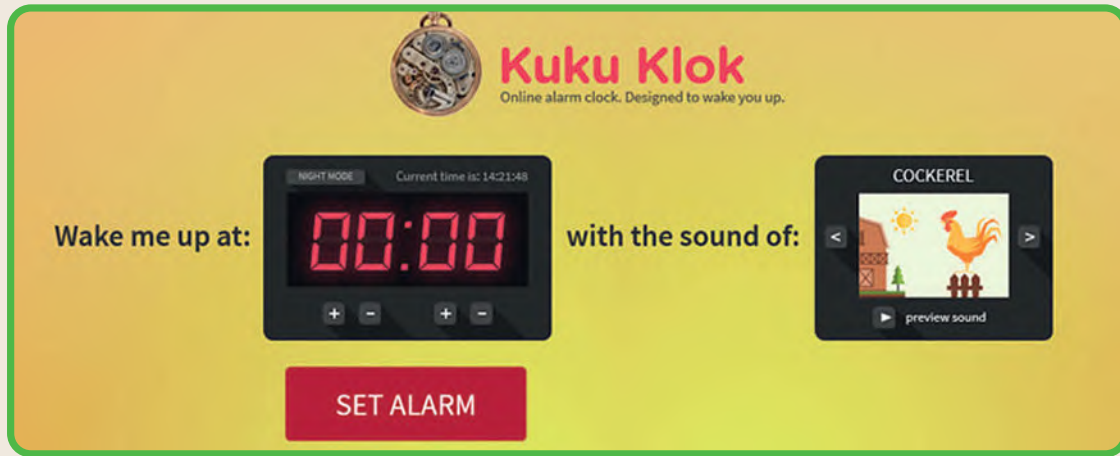 Kuku Klok
Online alarm clock. Designed to wake you up.
NIGHT MODE Current time is: 14:21:48
COCKEREL
Wake me up at: 00:00 with the sound of:
< >
+ - + -
preview sound
SET ALARM